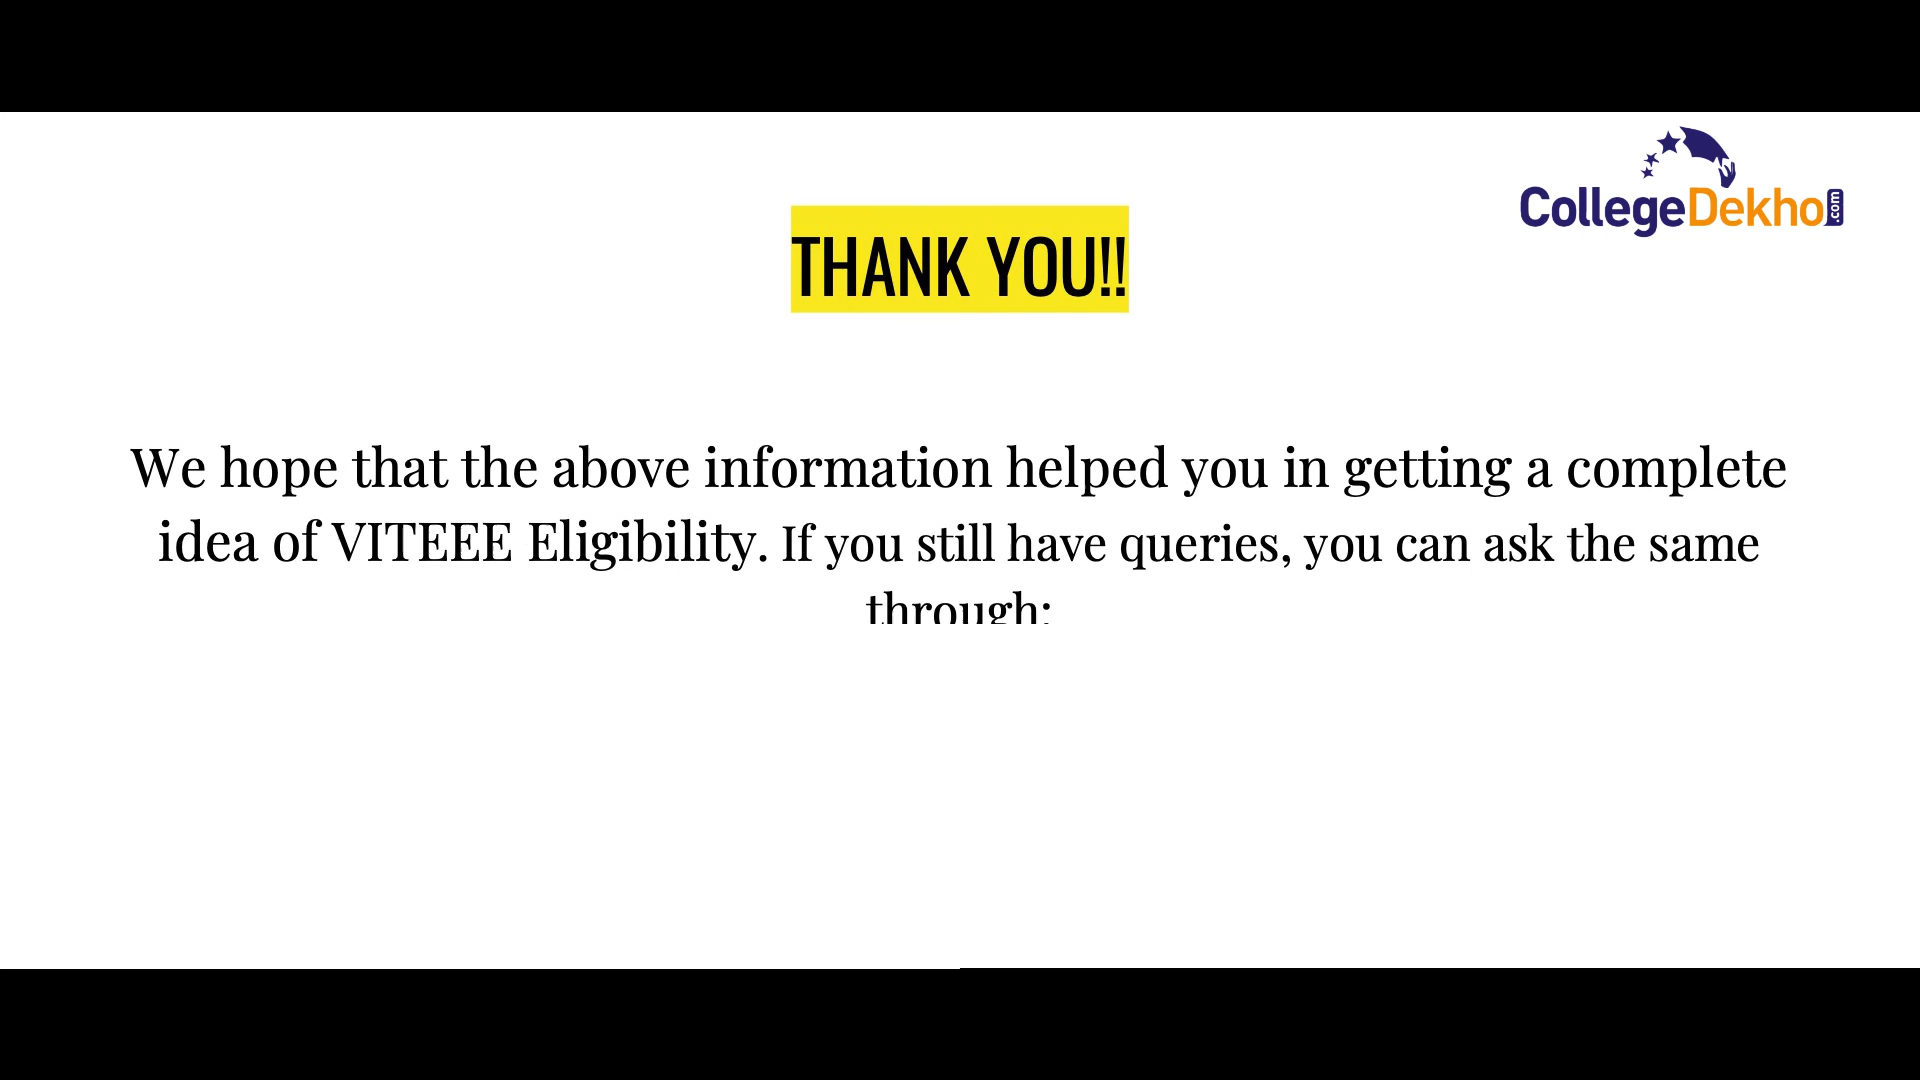 CollegeDekho.com
THANK YOU!!
We hope that the above information helped you in getting a complete
idea of VITEEE Eligibility. If you still have queries, you can ask the same
through: